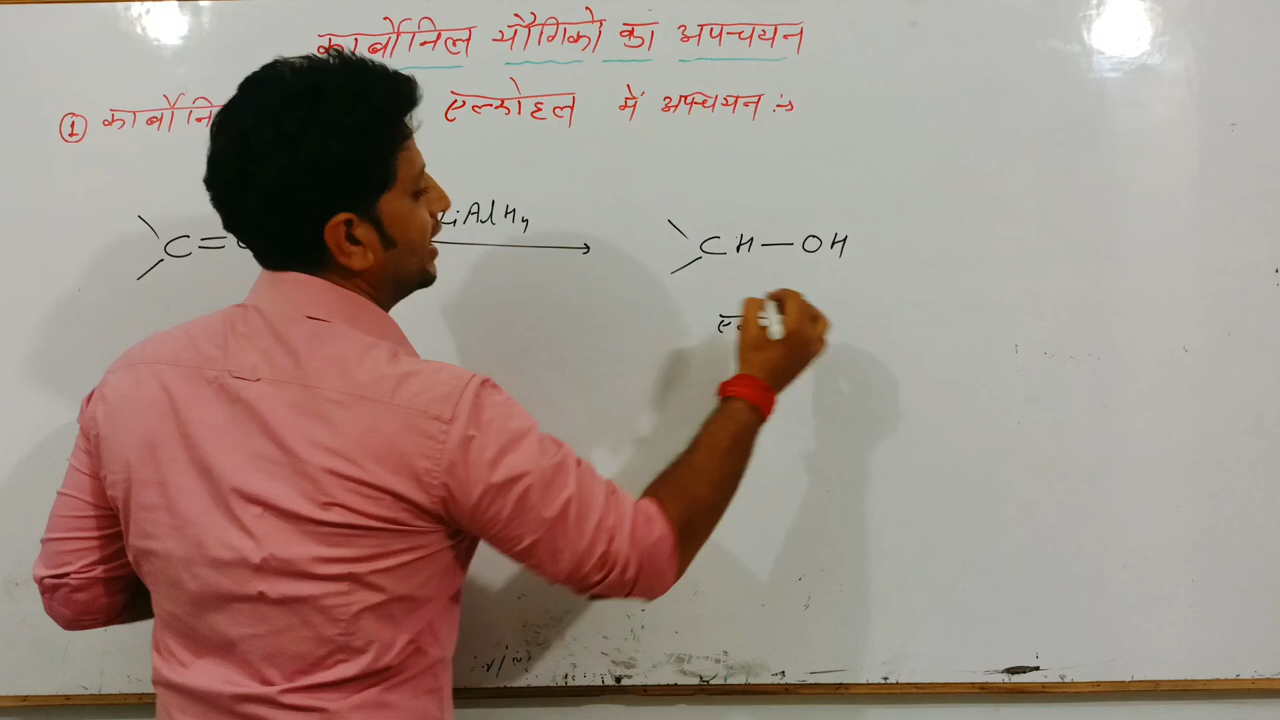 कार्बोनिल यौगिको का अपचयन
① कार्बोनि एल्कोहल में अपचयन :->
C= LiAlH4 CH—OH